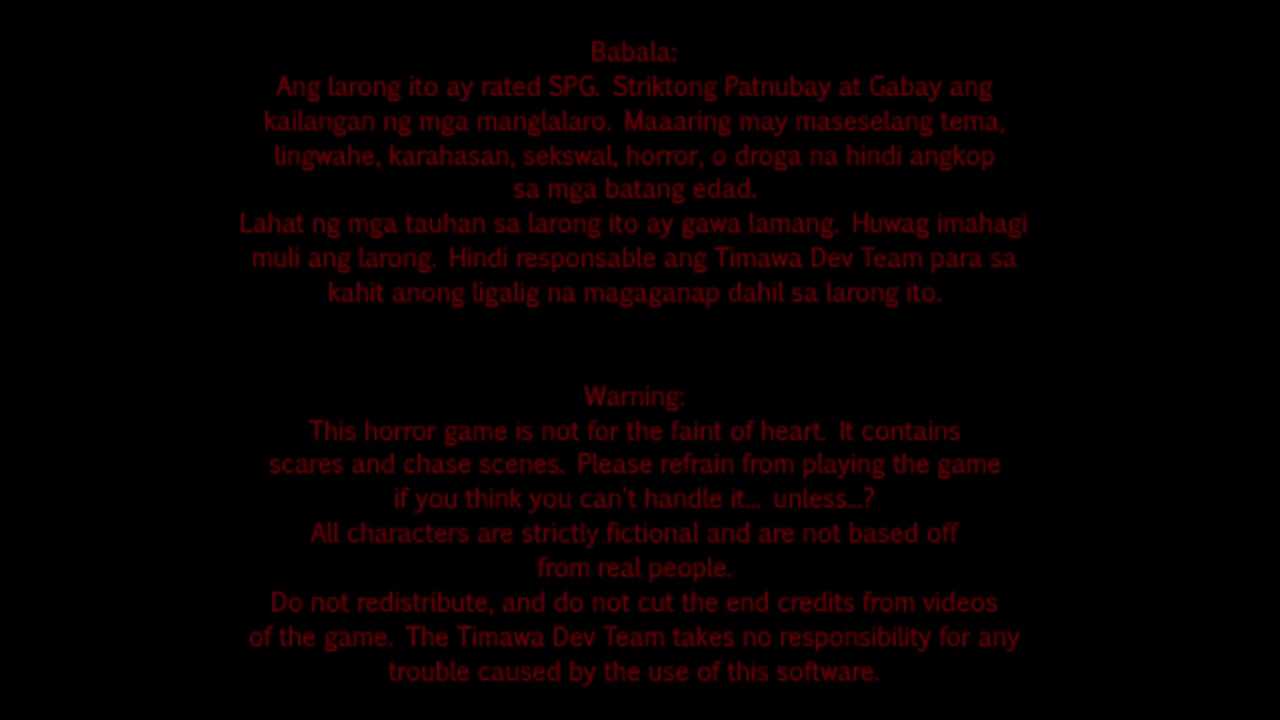 Babala:
Ang larong ito ay rated SPG. Striktong Patnubay at Gabay ang
kailangan ng mga manglalaro. Maaaring may maseselang tema,
lingwahe, karahasan, sekswal, horror, o droga na hindi angkop
sa mga batang edad.
Lahat ng mga tauhan sa larong ito ay gawa lamang. Huwag imahagi
muli ang larong. Hindi responsable ang Timawa Dev Team para sa
kahit anong ligalig na magaganap dahil sa larong ito.
Warning:
This horror game is not for the faint of heart. It contains
scares and chase scenes. Please refrain from playing the game
if you think you can't handle it... unless...?
All characters are strictly fictional and are not based off
from real people.
Do not redistribute, and do not cut the end credits from videos
of the game. The Timawa Dev Team takes no responsibility for any
trouble caused by the use of this software.